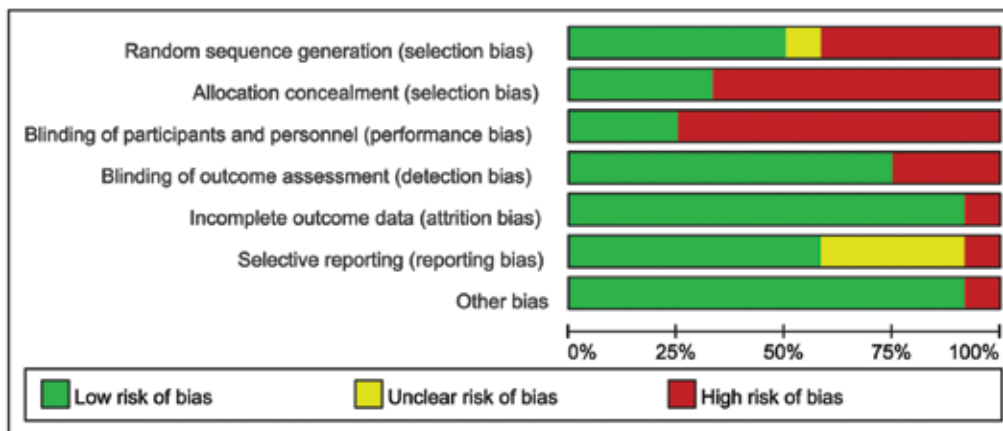 Random sequence generation (selection bias)
Allocation concealment (selection bias)
Blinding of participants and personnel (performance bias)
Blinding of outcome assessment (detection bias)
Incomplete outcome data (attrition bias)
Selective reporting (reporting bias)
Other bias
0% 25% 50% 75% 100%
Low risk of bias Unclear risk of bias High risk of bias